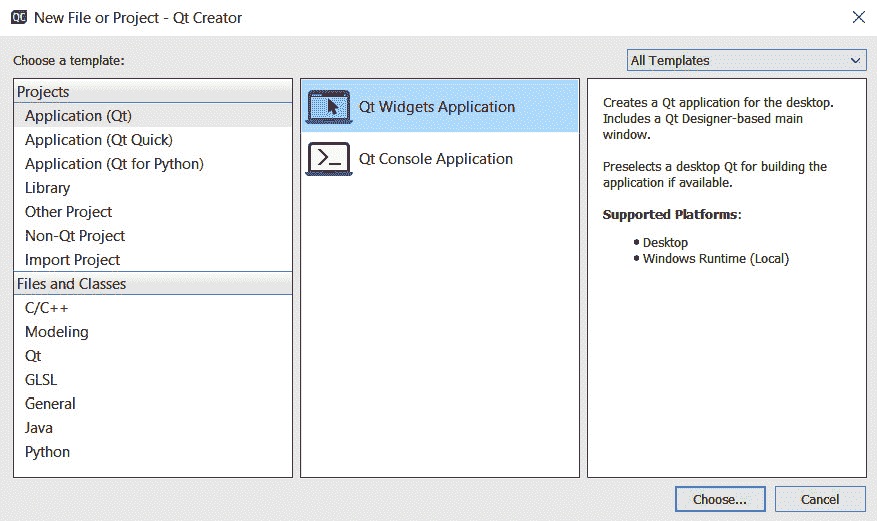 QC New File or Project - Qt Creator
Choose a template:
All Templates
Projects
Application (Qt)
Application (Qt Quick)
Application (Qt for Python)
Library
Other Project
Non-Qt Project
Import Project
Files and Classes
C/C++
Modeling
Qt
GLSL
General
Java
Python
Qt Widgets Application
Qt Console Application
Creates a Qt application for the desktop.
Includes a Qt Designer-based main
window.
Preselects a desktop Qt for building the
application if available.
Supported Platforms:
• Desktop
• Windows Runtime (Local)
Choose...
Cancel